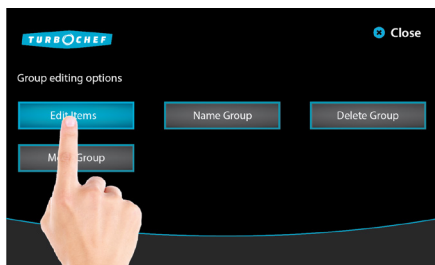 TURBOCHEF
Close
Group editing options
Edit Items
Name Group
Delete Group
Group